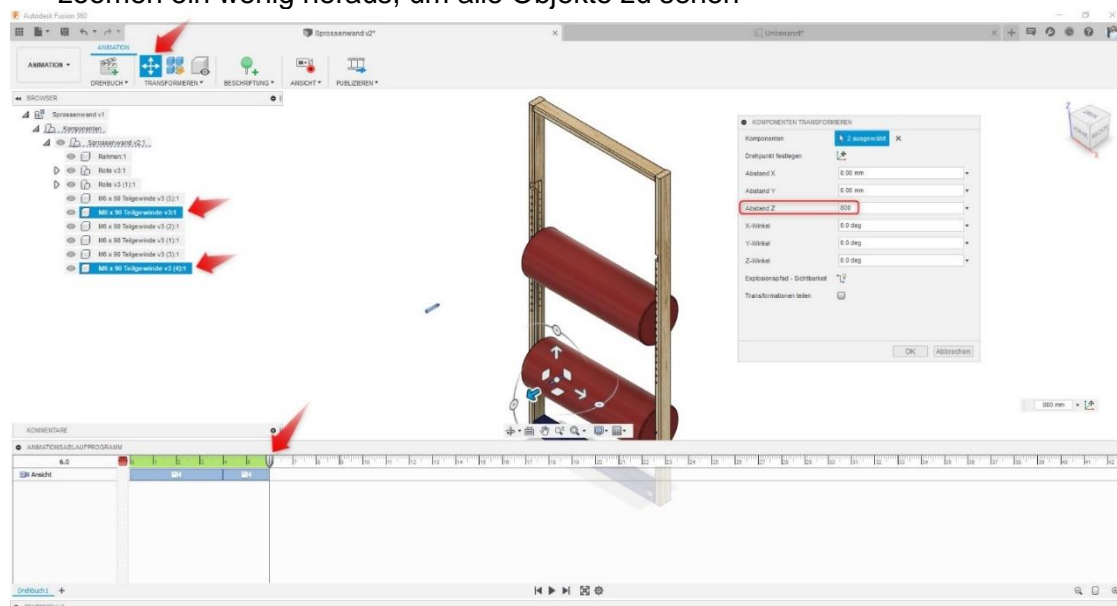 zoomen ein wenig heraus, um alle Objekte zu sehen
Autodesk Fusion 360
Sprossenwand v2*
Unbenannt*
ANIMATION
ANIMATION
DREHBUCH
TRANSFORMIEREN
BESCHRIFTUNG
ANSICHT
PUBLIZIEREN
BROWSER
Sprossenwand v1
Komponenten
Sprossenwand v2:1
Rahmen:1
Rolle v3:1
Rolle v3 (1):1
M6 x 90 Teilgewinde v3 (5):1
M6 x 90 Teilgewinde v3:1
M6 x 90 Teilgewinde v3 (2):1
M6 x 90 Teilgewinde v3 (1):1
M6 x 90 Teilgewinde v3 (3):1
M6 x 90 Teilgewinde v3 (4):1
KOMPONENTEN TRANSFORMIEREN
Komponenten 2 ausgewählt
Drehpunkt festlegen
Abstand X 0.00 mm
Abstand Y 0.00 mm
Abstand Z 800
X-Winkel 0.0 deg
Y-Winkel 0.0 deg
Z-Winkel 0.0 deg
Explosionspfad - Sichtbarkeit
Transformationen teilen
OK Abbrechen
Z
X
KOMMENTARE
ANIMATIONSABLAUFPROGRAMM
6.0
Ansicht
Drehbuch1 +